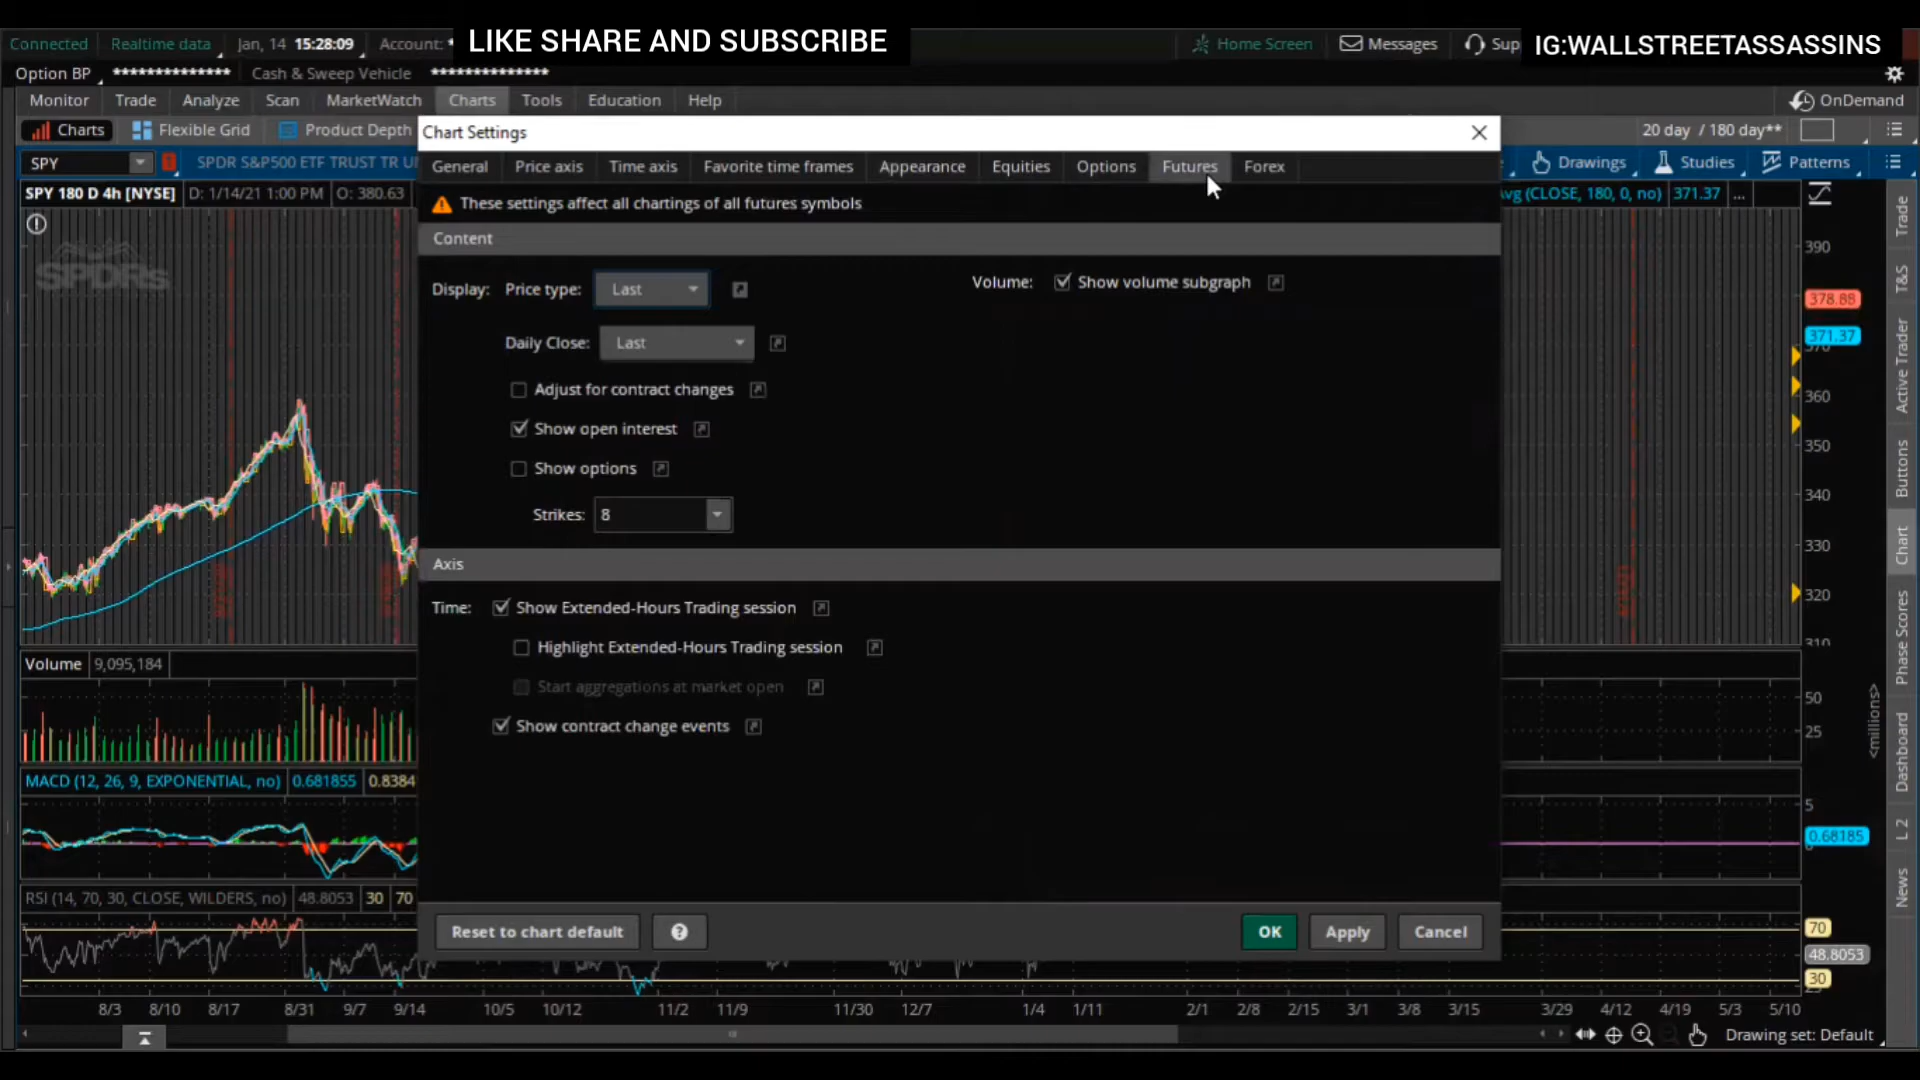 Connected Realtime data Jan, 14 15:28:09 Account: * LIKE SHARE AND SUBSCRIBE Home Screen Messages Sup IG:WALLSTREETASSASSINS
Option BP ************** Cash & Sweep Vehicle **************
Monitor Trade Analyze Scan MarketWatch Charts Tools Education Help OnDemand
Charts Flexible Grid Product Depth 20 day / 180 day**
SPY SPDR S&P500 ETF TRUST TR Drawings Studies Patterns
SPY 180 D 4h [NYSE] D: 1/14/21 1:00 PM O: 380.63 (CLOSE, 180, 0, no) 371.37 ...
SPDRs
Chart Settings
General Price axis Time axis Favorite time frames Appearance Equities Options Futures Forex
These settings affect all chartings of all futures symbols
Content
Display: Price type: Last Volume: Show volume subgraph
Daily Close: Last
Adjust for contract changes
Show open interest
Show options
Strikes: 8
Axis
Time: Show Extended-Hours Trading session
Highlight Extended-Hours Trading session
Start aggregations at market open
Show contract change events
Reset to chart default ? OK Apply Cancel
390
378.88
371.37
360
350
340
330
320
310
Volume 9,095,184
50
25
<millions>
MACD (12, 26, 9, EXPONENTIAL, no) 0.681855 0.8384
5
0.68185
RSI (14, 70, 30, CLOSE, WILDERS, no) 48.8053 30 70
70
48.8053
30
8/3 8/10 8/17 8/31 9/7 9/14 10/5 10/12 11/2 11/9 11/30 12/7 1/4 1/11 2/1 2/8 2/15 3/1 3/8 3/15 3/29 4/12 4/19 5/3 5/10
Drawing set: Default
Trade
T&S
Active Trader
Buttons
Chart
Phase Scores
Dashboard
L 2
News